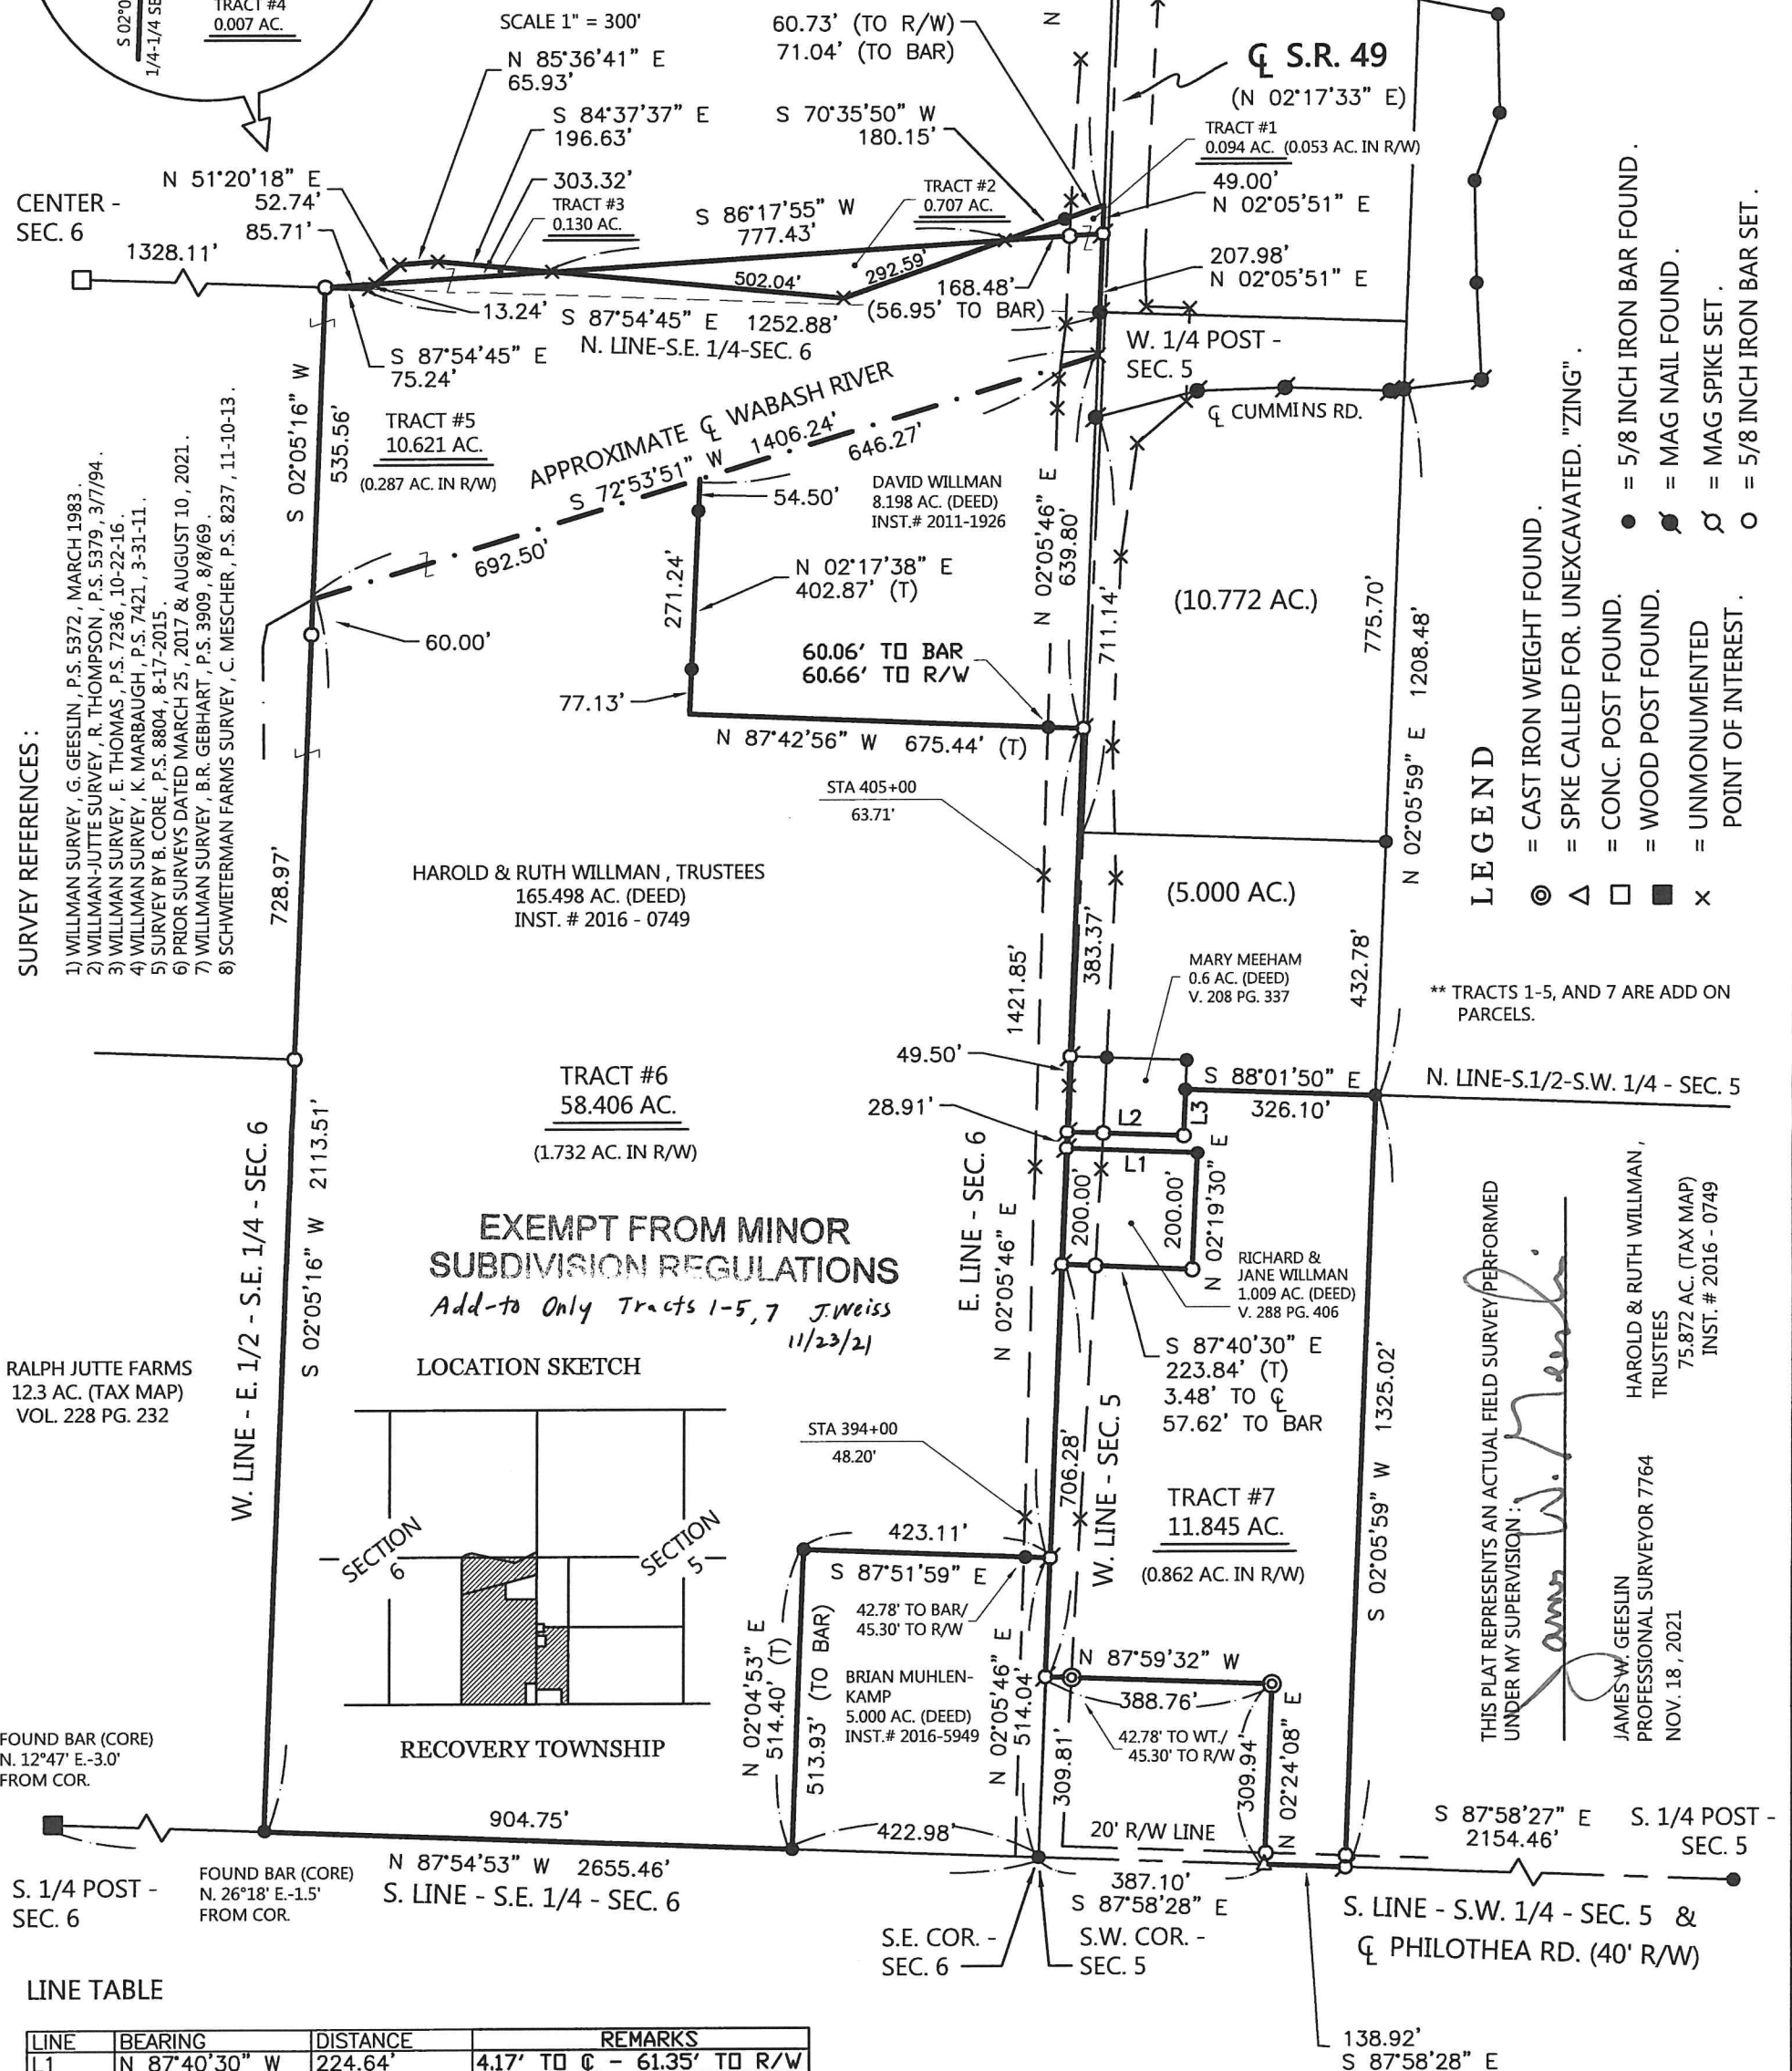 TRACT #4
0.007 AC.
S 02°0
1/4-1/4 SE
SCALE 1" = 300'
N 85°36'41" E
65.93'
S 84°37'37" E
196.63'
60.73' (TO R/W)
71.04' (TO BAR)
N
℄ S.R. 49
(N 02°17'33" E)
S 70°35'50" W
180.15'
TRACT #1
0.094 AC. (0.053 AC. IN R/W)
49.00'
N 02°05'51" E
207.98'
N 02°05'51" E
CENTER -
SEC. 6
1328.11'
N 51°20'18" E
52.74'
85.71'
303.32'
TRACT #3
0.130 AC.
S 86°17'55" W
777.43'
TRACT #2
0.707 AC.
502.04'
292.59'
168.48'
(56.95' TO BAR)
13.24'
S 87°54'45" E 1252.88'
N. LINE-S.E. 1/4-SEC. 6
S 87°54'45" E
75.24'
W. 1/4 POST -
SEC. 5
℄ CUMMINS RD.
S 02°05'16" W
535.56'
TRACT #5
10.621 AC.
(0.287 AC. IN R/W)
APPROXIMATE ℄ WABASH RIVER
S 72°53'51" W 1406.24'
646.27'
692.50'
54.50'
DAVID WILLMAN
8.198 AC. (DEED)
INST.# 2011-1926
N 02°05'46" E
639.80'
711.14'
271.24'
N 02°17'38" E
402.87' (T)
60.00'
60.06' TO BAR
60.66' TO R/W
77.13'
N 87°42'56" W 675.44' (T)
(10.772 AC.)
775.70'
N 02°05'59" E 1208.48'
SURVEY REFERENCES :
1) WILLMAN SURVEY , G. GEESLIN , P.S. 5372 , MARCH 1983 .
2) WILLMAN-JUTTE SURVEY , R. THOMPSON , P.S. 5379 , 3/7/94 .
3) WILLMAN SURVEY , E. THOMAS , P.S. 7236 , 10-22-16 .
4) WILLMAN SURVEY , K. MARBAUGH , P.S. 7421 , 3-31-11 .
5) SURVEY BY B. CORE , P.S. 8804 , 8-17-2015 .
6) PRIOR SURVEYS DATED MARCH 25 , 2017 & AUGUST 10 , 2021 .
7) WILLMAN SURVEY , B.R. GEBHART , P.S. 3909 , 8/8/69 .
8) SCHWIETERMAN FARMS SURVEY , C. MESCHER , P.S. 8237 , 11-10-13 .
LEGEND
= CAST IRON WEIGHT FOUND .
= SPKE CALLED FOR. UNEXCAVATED. "ZING" .
= CONC. POST FOUND.
= WOOD POST FOUND.
= UNMONUMENTED
POINT OF INTEREST .
= 5/8 INCH IRON BAR FOUND .
= MAG NAIL FOUND .
= MAG SPIKE SET .
= 5/8 INCH IRON BAR SET .
STA 405+00
63.71'
728.97'
HAROLD & RUTH WILLMAN , TRUSTEES
165.498 AC. (DEED)
INST. # 2016 - 0749
(5.000 AC.)
383.37'
1421.85'
432.78'
MARY MEEHAM
0.6 AC. (DEED)
V. 208 PG. 337
** TRACTS 1-5, AND 7 ARE ADD ON
PARCELS.
49.50'
28.91'
S 88°01'50" E
326.10'
L2
L3
L1
N. LINE-S.1/2-S.W. 1/4 - SEC. 5
TRACT #6
58.406 AC.
(1.732 AC. IN R/W)
W. LINE - E. 1/2 - S.E. 1/4 - SEC. 6
S 02°05'16" W 2113.51'
E. LINE - SEC. 6
N 02°05'46" E
200.00'
200.00'
N 02°19'30" E
RICHARD &
JANE WILLMAN
1.009 AC. (DEED)
V. 288 PG. 406
EXEMPT FROM MINOR
SUBDIVISION REGULATIONS
Add-to Only Tracts 1-5, 7 J.Weiss
11/23/21
S 87°40'30" E
223.84' (T)
3.48' TO ℄
57.62' TO BAR
RALPH JUTTE FARMS
12.3 AC. (TAX MAP)
VOL. 228 PG. 232
LOCATION SKETCH
SECTION
6
SECTION
5
RECOVERY TOWNSHIP
STA 394+00
48.20'
706.28'
W. LINE - SEC. 5
TRACT #7
11.845 AC.
(0.862 AC. IN R/W)
S 02°05'59" W 1325.02'
THIS PLAT REPRESENTS AN ACTUAL FIELD SURVEY PERFORMED
UNDER MY SUPERVISION :
JAMES W. GEESLIN
PROFESSIONAL SURVEYOR 7764
NOV. 18 , 2021
HAROLD & RUTH WILLMAN ,
TRUSTEES
75.872 AC. (TAX MAP)
INST. # 2016 - 0749
423.11'
S 87°51'59" E
42.78' TO BAR/
45.30' TO R/W
N 02°04'53" E
514.40' (T)
513.93' (TO BAR)
BRIAN MUHLEN-
KAMP
5.000 AC. (DEED)
INST.# 2016-5949
N 02°05'46" E
514.04'
309.81'
N 87°59'32" W
388.76'
42.78' TO WT./
45.30' TO R/W
309.94'
N 02°24'08" E
FOUND BAR (CORE)
N. 12°47' E.-3.0'
FROM COR.
904.75'
422.98'
20' R/W LINE
S 87°58'27" E
2154.46'
S. 1/4 POST -
SEC. 5
S. 1/4 POST -
SEC. 6
FOUND BAR (CORE)
N. 26°18' E.-1.5'
FROM COR.
N 87°54'53" W 2655.46'
S. LINE - S.E. 1/4 - SEC. 6
387.10'
S 87°58'28" E
S.E. COR. -
SEC. 6
S.W. COR. -
SEC. 5
S. LINE - S.W. 1/4 - SEC. 5 &
℄ PHILOTHEA RD. (40' R/W)
138.92'
S 87°58'28" E
LINE TABLE
LINE BEARING DISTANCE REMARKS
L1 N 87°40'30" W 224.64' 4.17' TO ℄ - 61.35' TO R/W